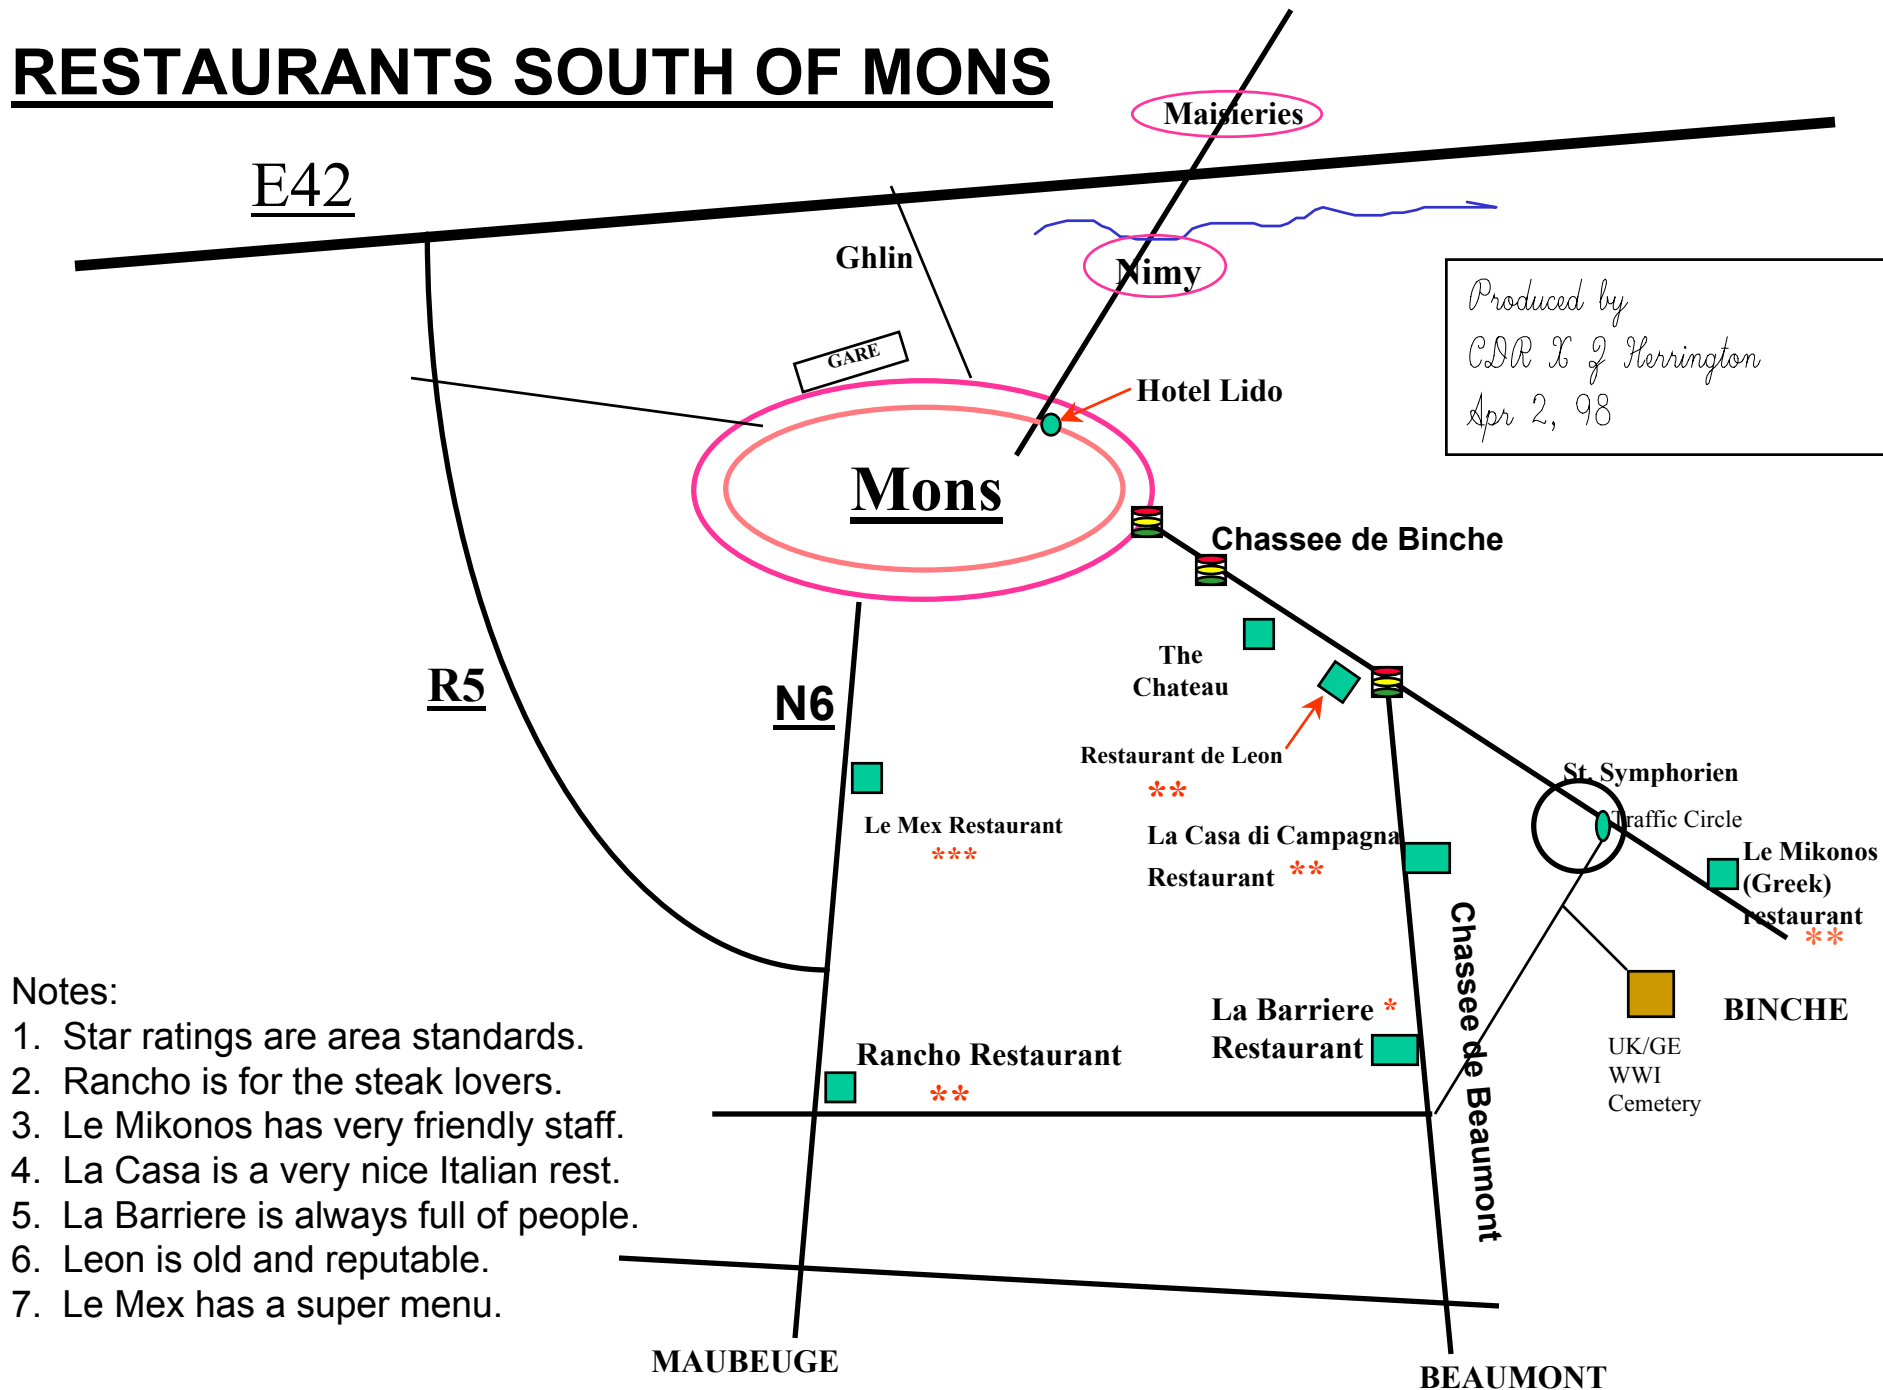 RESTAURANTS SOUTH OF MONS
Maisieries
E42
Ghlin
Nimy
Produced by
CDR X J Herrington
Apr 2, 98
GARE
Hotel Lido
Mons
Chassee de Binche
The
Chateau
R5
N6
Restaurant de Leon
**
St. Symphorien
Traffic Circle
Le Mex Restaurant
***
La Casa di Campagna
Restaurant **
Le Mikonos
(Greek)
restaurant
**
Chassee de Beaumont
La Barriere *
Restaurant
BINCHE
UK/GE
WWI
Cemetery
Rancho Restaurant
**
Notes:
1. Star ratings are area standards.
2. Rancho is for the steak lovers.
3. Le Mikonos has very friendly staff.
4. La Casa is a very nice Italian rest.
5. La Barriere is always full of people.
6. Leon is old and reputable.
7. Le Mex has a super menu.
MAUBEUGE
BEAUMONT